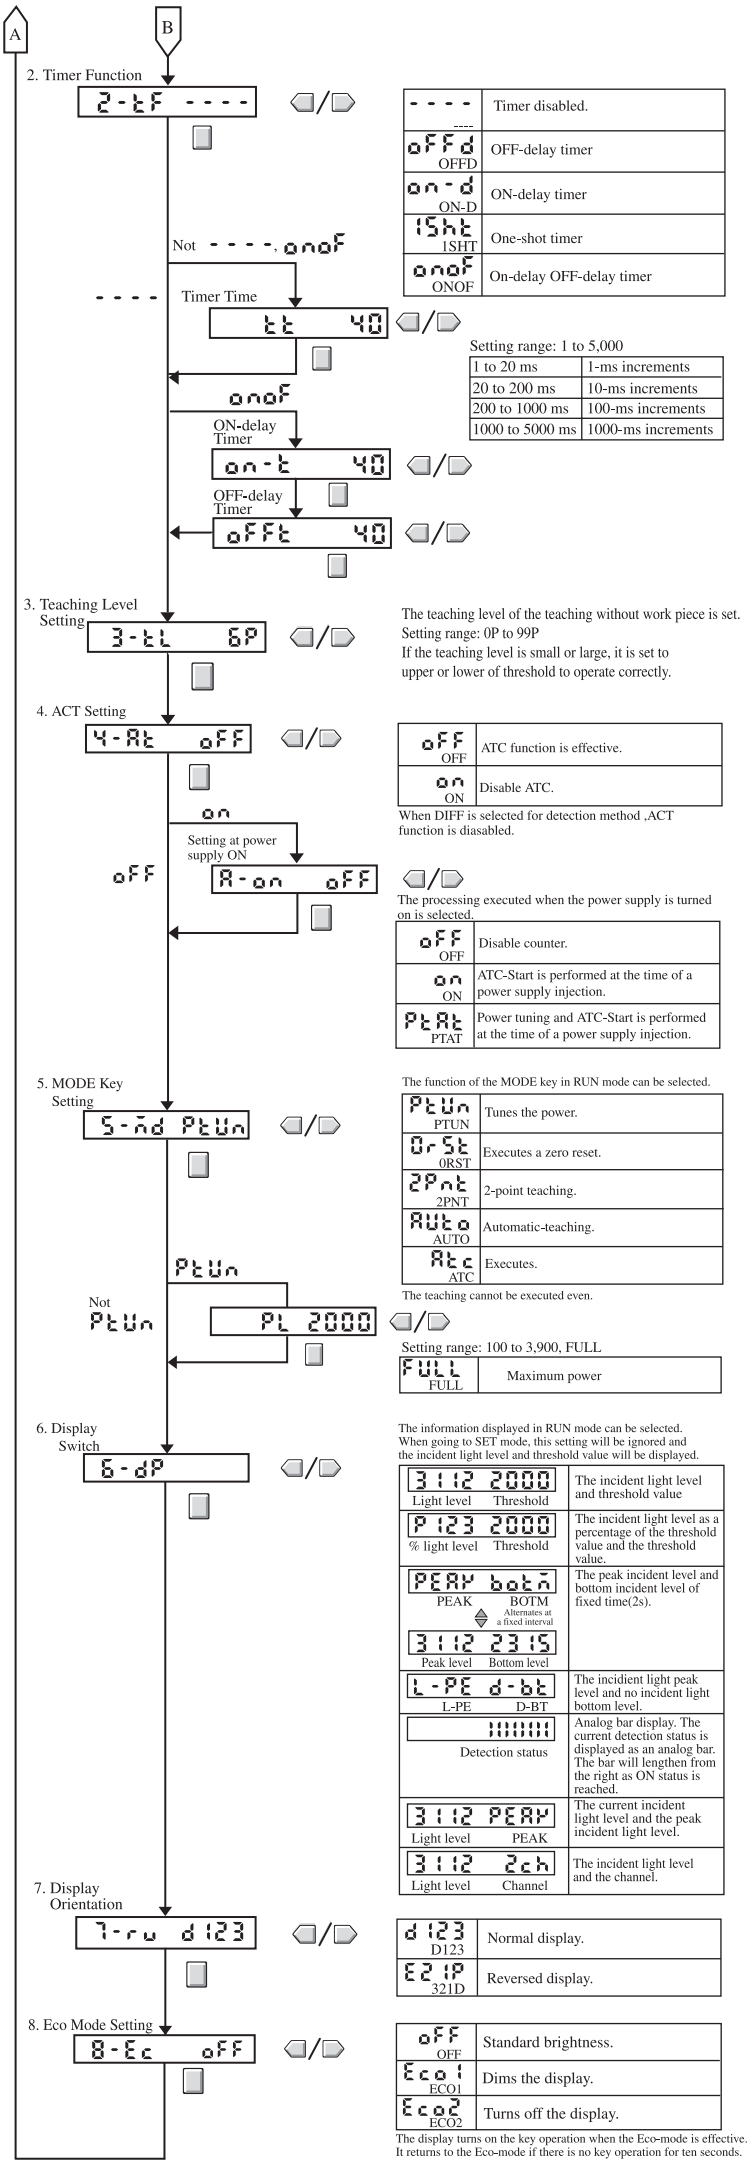 A
B
2. Timer Function
2-tF ----
---- Timer disabled.
----
oFFd OFF-delay timer
OFFD
on-d ON-delay timer
ON-D
1Sht One-shot timer
1SHT
onoF On-delay OFF-delay timer
ONOF
Not ----, onoF
----
Timer Time
tt 40
Setting range: 1 to 5,000
1 to 20 ms 1-ms increments
20 to 200 ms 10-ms increments
200 to 1000 ms 100-ms increments
1000 to 5000 ms 1000-ms increments
onoF
ON-delay
Timer
on-t 40
OFF-delay
Timer
oFFt 40
3. Teaching Level
Setting
3-tL 6P
The teaching level of the teaching without work piece is set.
Setting range: 0P to 99P
If the teaching level is small or large, it is set to
upper or lower of threshold to operate correctly.
4. ACT Setting
4-At oFF
oFF ATC function is effective.
OFF
on Disable ATC.
ON
When DIFF is selected for detection method ,ACT
function is diasabled.
on
oFF
Setting at power
supply ON
A-on oFF
The processing executed when the power supply is turned
on is selected.
oFF Disable counter.
OFF
on ATC-Start is performed at the time of a
power supply injection.
ON
PtAt Power tuning and ATC-Start is performed
at the time of a power supply injection.
PTAT
5. MODE Key
Setting
5-md PtUn
The function of the MODE key in RUN mode can be selected.
PtUn Tunes the power.
PTUN
0rSt Executes a zero reset.
0RST
2Pnt 2-point teaching.
2PNT
AUto Automatic-teaching.
AUTO
Atc Executes.
ATC
The teaching cannot be executed even.
PtUn
Not
PtUn
PL 2000
Setting range: 100 to 3,900, FULL
FULL Maximum power
FULL
6. Display
Switch
6-dP
The information displayed in RUN mode can be selected.
When going to SET mode, this setting will be ignored and
the incident light level and threshold value will be displayed.
3112 2000
Light level Threshold
The incident light level
and threshold value
P 123 2000
% light level Threshold
The incident light level as a
percentage of the threshold
value and the threshold
value.
PEAK botm
PEAK BOTM
Alternates at
a fixed interval
3112 2315
Peak level Bottom level
The peak incident level and
bottom incident level of
fixed time(2s).
L-PE d-bt
L-PE D-BT
The incidient light peak
level and no incident light
bottom level.
Detection status
Analog bar display. The
current detection status is
displayed as an analog bar.
The bar will lengthen from
the right as ON status is
reached.
3112 PEAK
Light level PEAK
The current incident
light level and the peak
incident light level.
3112 2ch
Light level Channel
The incident light level
and the channel.
7. Display
Orientation
7-ru d123
d123 Normal display.
D123
E21P Reversed display.
321D
8. Eco Mode Setting
8-Ec oFF
oFF Standard brightness.
OFF
Eco1 Dims the display.
ECO1
Eco2 Turns off the display.
ECO2
The display turns on the key operation when the Eco-mode is effective.
It returns to the Eco-mode if there is no key operation for ten seconds.